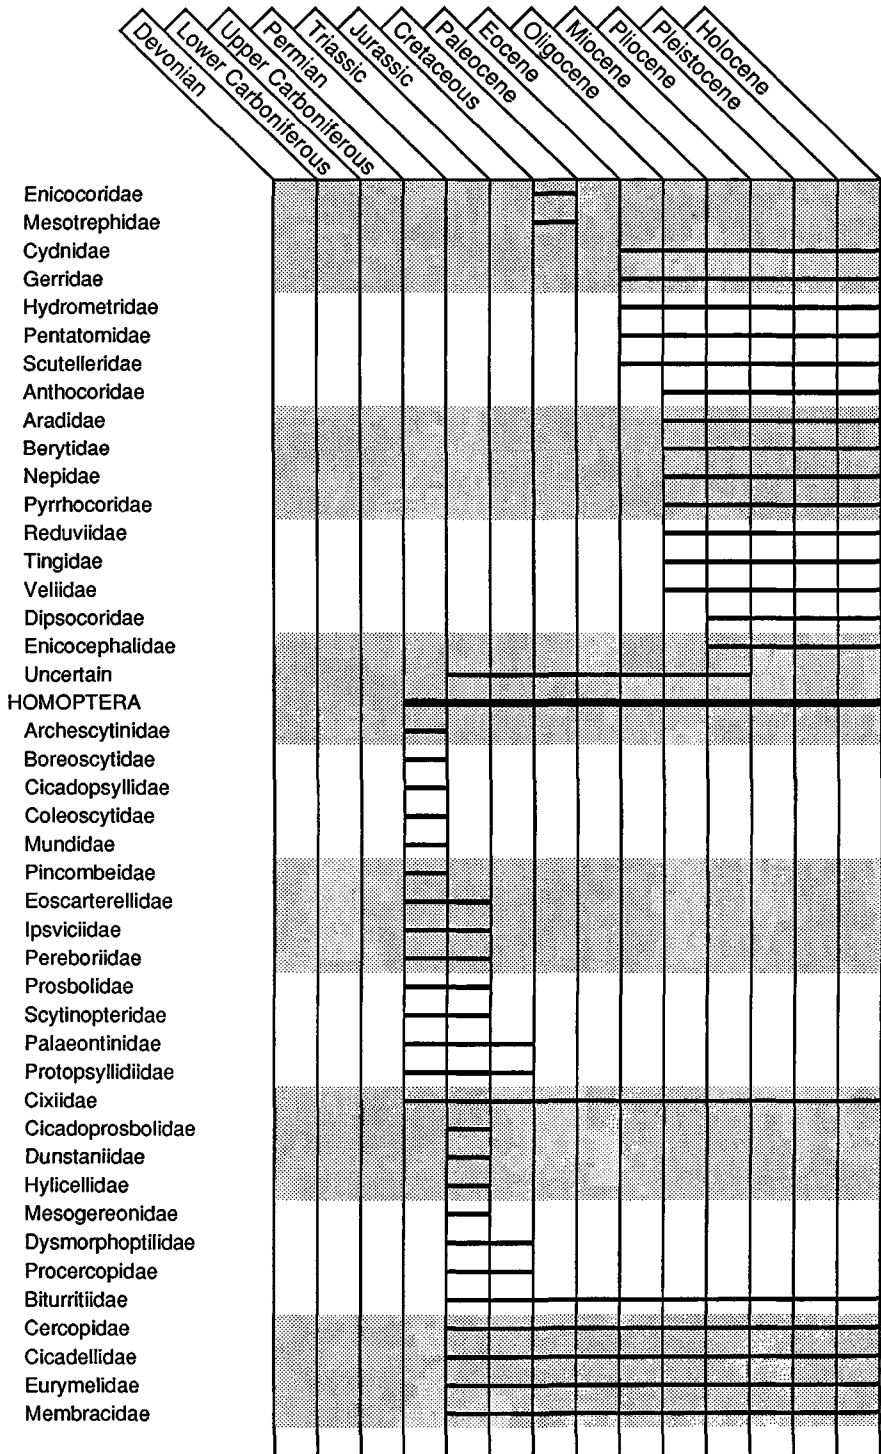 Devonian
Lower Carboniferous
Upper Carboniferous
Permian
Triassic
Jurassic
Cretaceous
Paleocene
Eocene
Oligocene
Miocene
Pliocene
Pleistocene
Holocene
Enicocoridae
Mesotrephidae
Cydnidae
Gerridae
Hydrometridae
Pentatomidae
Scutelleridae
Anthocoridae
Aradidae
Berytidae
Nepidae
Pyrrhocoridae
Reduviidae
Tingidae
Veliidae
Dipsocoridae
Enicocephalidae
Uncertain
HOMOPTERA
Archescytinidae
Boreoscytidae
Cicadopsyllidae
Coleoscytidae
Mundidae
Pincombeidae
Eoscarterellidae
Ipsviciidae
Pereboriidae
Prosbolidae
Scytinopteridae
Palaeontinidae
Protopsyllidiidae
Cixiidae
Cicadoprosbolidae
Dunstaniidae
Hylicellidae
Mesogereonidae
Dysmorphoptilidae
Procercopidae
Biturritiidae
Cercopidae
Cicadellidae
Eurymelidae
Membracidae